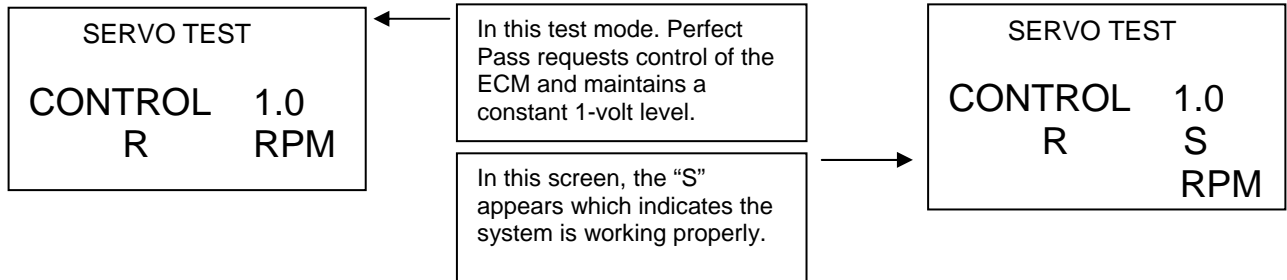 SERVO TEST
CONTROL 1.0
R RPM
In this test mode. Perfect
Pass requests control of the
ECM and maintains a
constant 1-volt level.
In this screen, the “S”
appears which indicates the
system is working properly.
SERVO TEST
CONTROL 1.0
R S
RPM